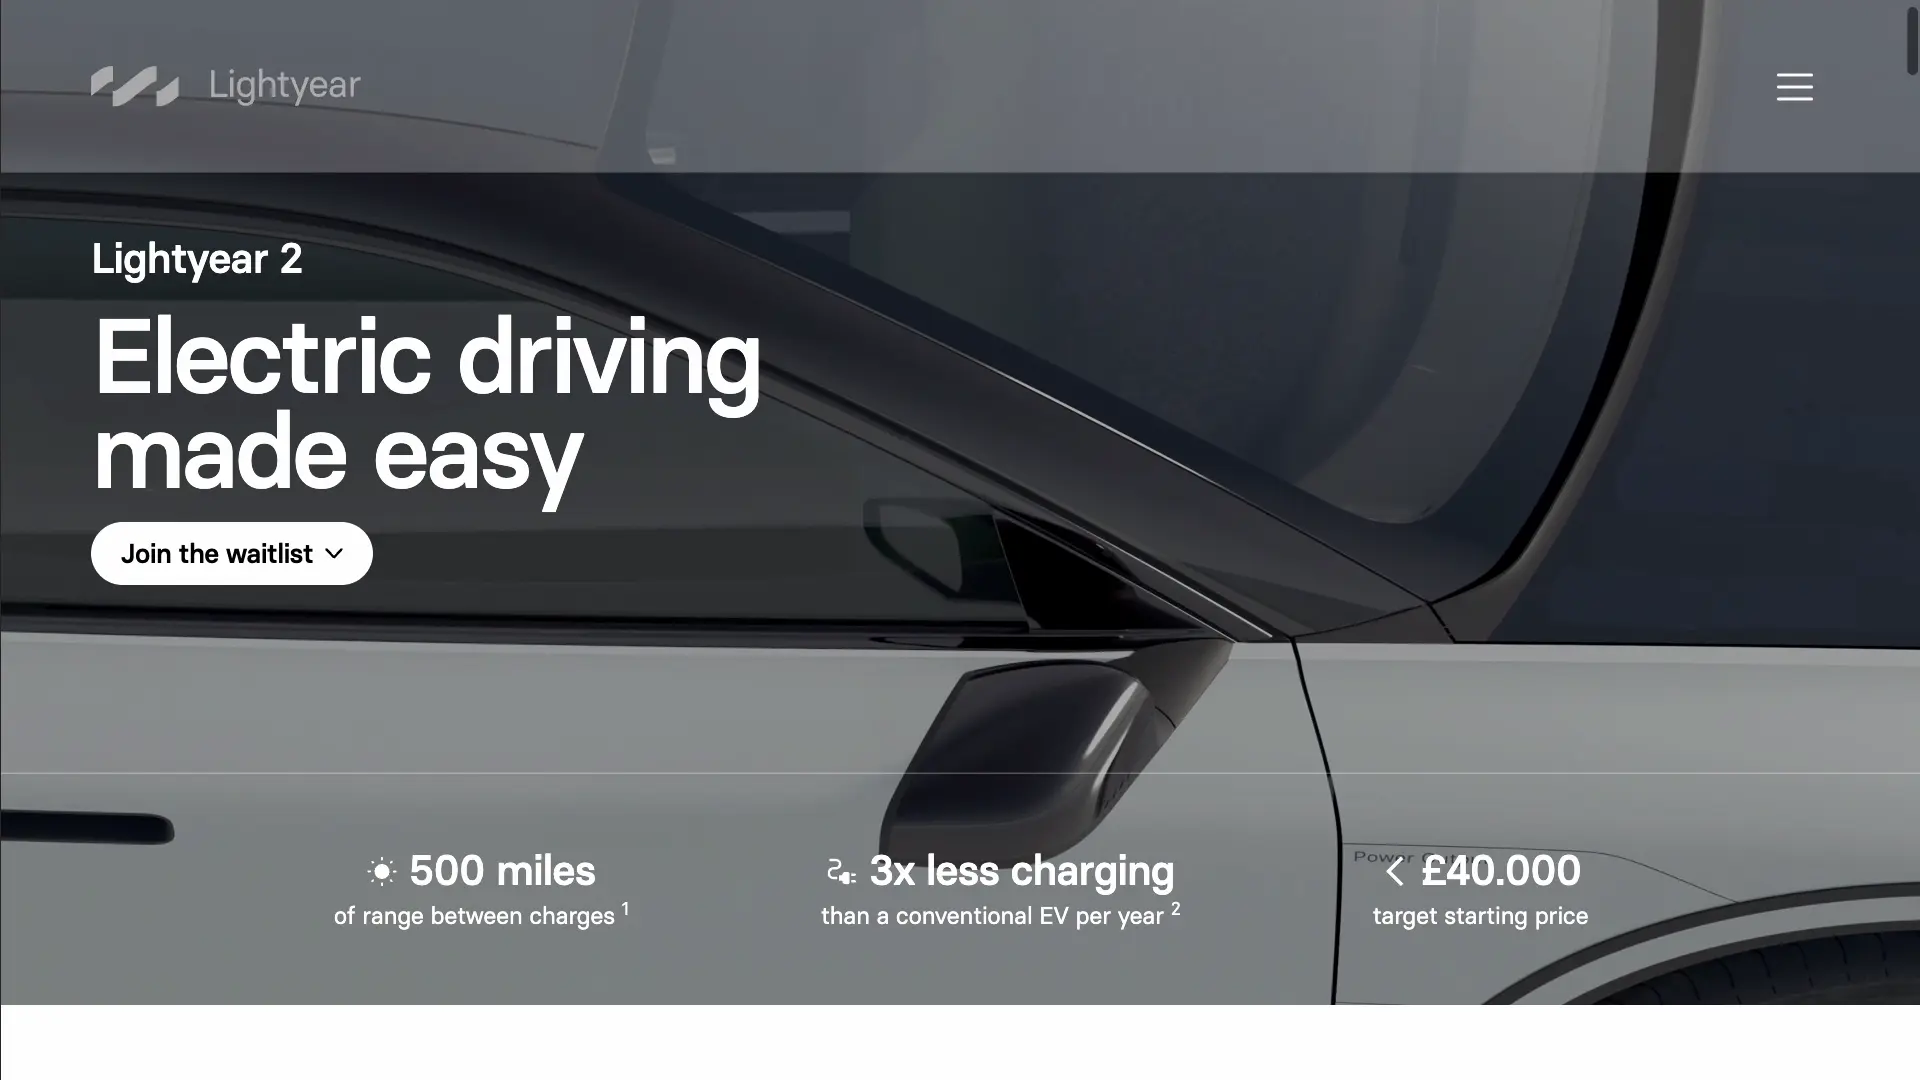 Lightyear
Lightyear 2
Electric driving
made easy
Join the waitlist
500 miles
of range between charges 1
3x less charging
than a conventional EV per year 2
Power
< £40.000
target starting price